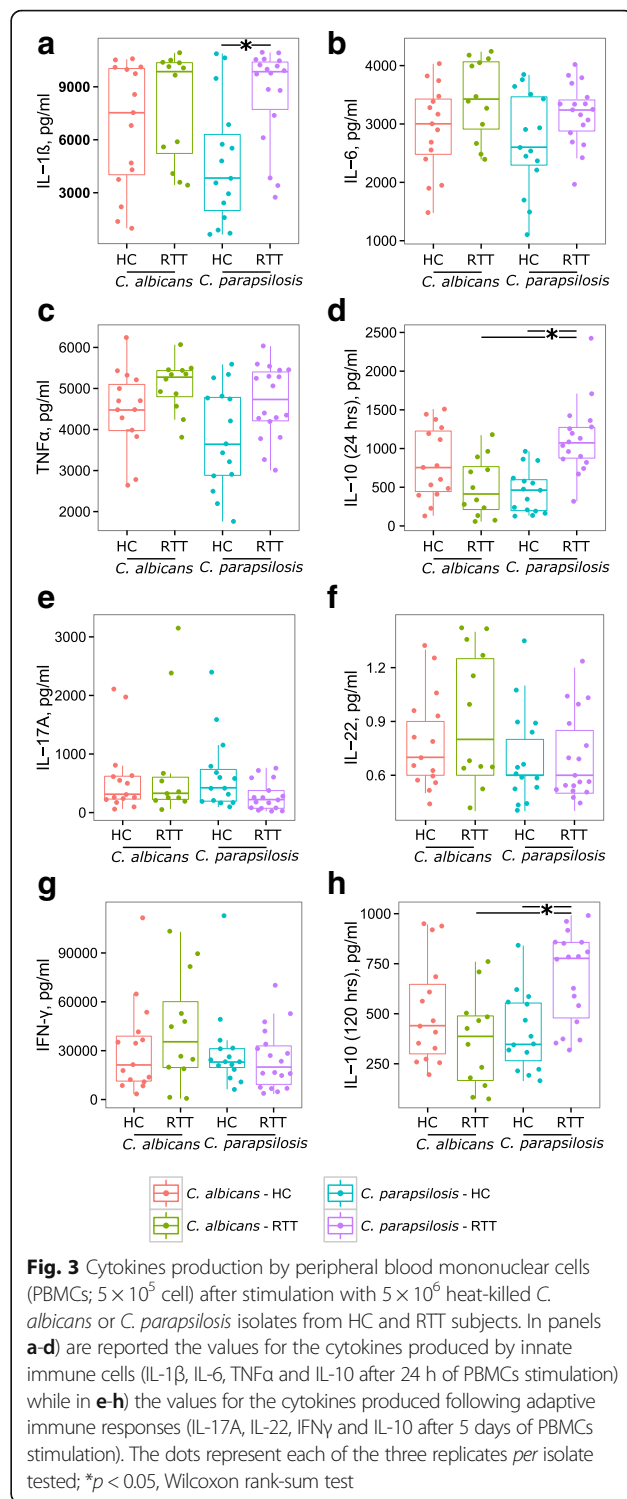 a
b
*
9000
6000
3000
IL−1ß, pg/ml
HC RTT HC RTT
C. albicans C. parapsilosis
4000
3000
2000
1000
IL−6, pg/ml
HC RTT HC RTT
C. albicans C. parapsilosis
c
d
6000
5000
4000
3000
2000
TNFα, pg/ml
HC RTT HC RTT
C. albicans C. parapsilosis
*
2500
2000
1500
1000
500
0
IL−10 (24 hrs), pg/ml
HC RTT HC RTT
C. albicans C. parapsilosis
e
f
3000
2000
1000
0
IL−17A, pg/ml
HC RTT HC RTT
C. albicans C. parapsilosis
1.2
0.9
0.6
IL−22, pg/ml
HC RTT HC RTT
C. albicans C. parapsilosis
g
h
90000
60000
30000
0
IFN-γ, pg/ml
HC RTT HC RTT
C. albicans C. parapsilosis
*
1000
750
500
250
IL−10 (120 hrs), pg/ml
HC RTT HC RTT
C. albicans C. parapsilosis
C. albicans - HC
C. parapsilosis - HC
C. albicans - RTT
C. parapsilosis - RTT
Fig. 3 Cytokines production by peripheral blood mononuclear cells
(PBMCs; 5 × 10⁵ cell) after stimulation with 5 × 10⁶ heat-killed C.
albicans or C. parapsilosis isolates from HC and RTT subjects. In panels
a-d) are reported the values for the cytokines produced by innate
immune cells (IL-1β, IL-6, TNFα and IL-10 after 24 h of PBMCs stimulation)
while in e-h) the values for the cytokines produced following adaptive
immune responses (IL-17A, IL-22, IFNγ and IL-10 after 5 days of PBMCs
stimulation). The dots represent each of the three replicates per isolate
tested; *p < 0.05, Wilcoxon rank-sum test